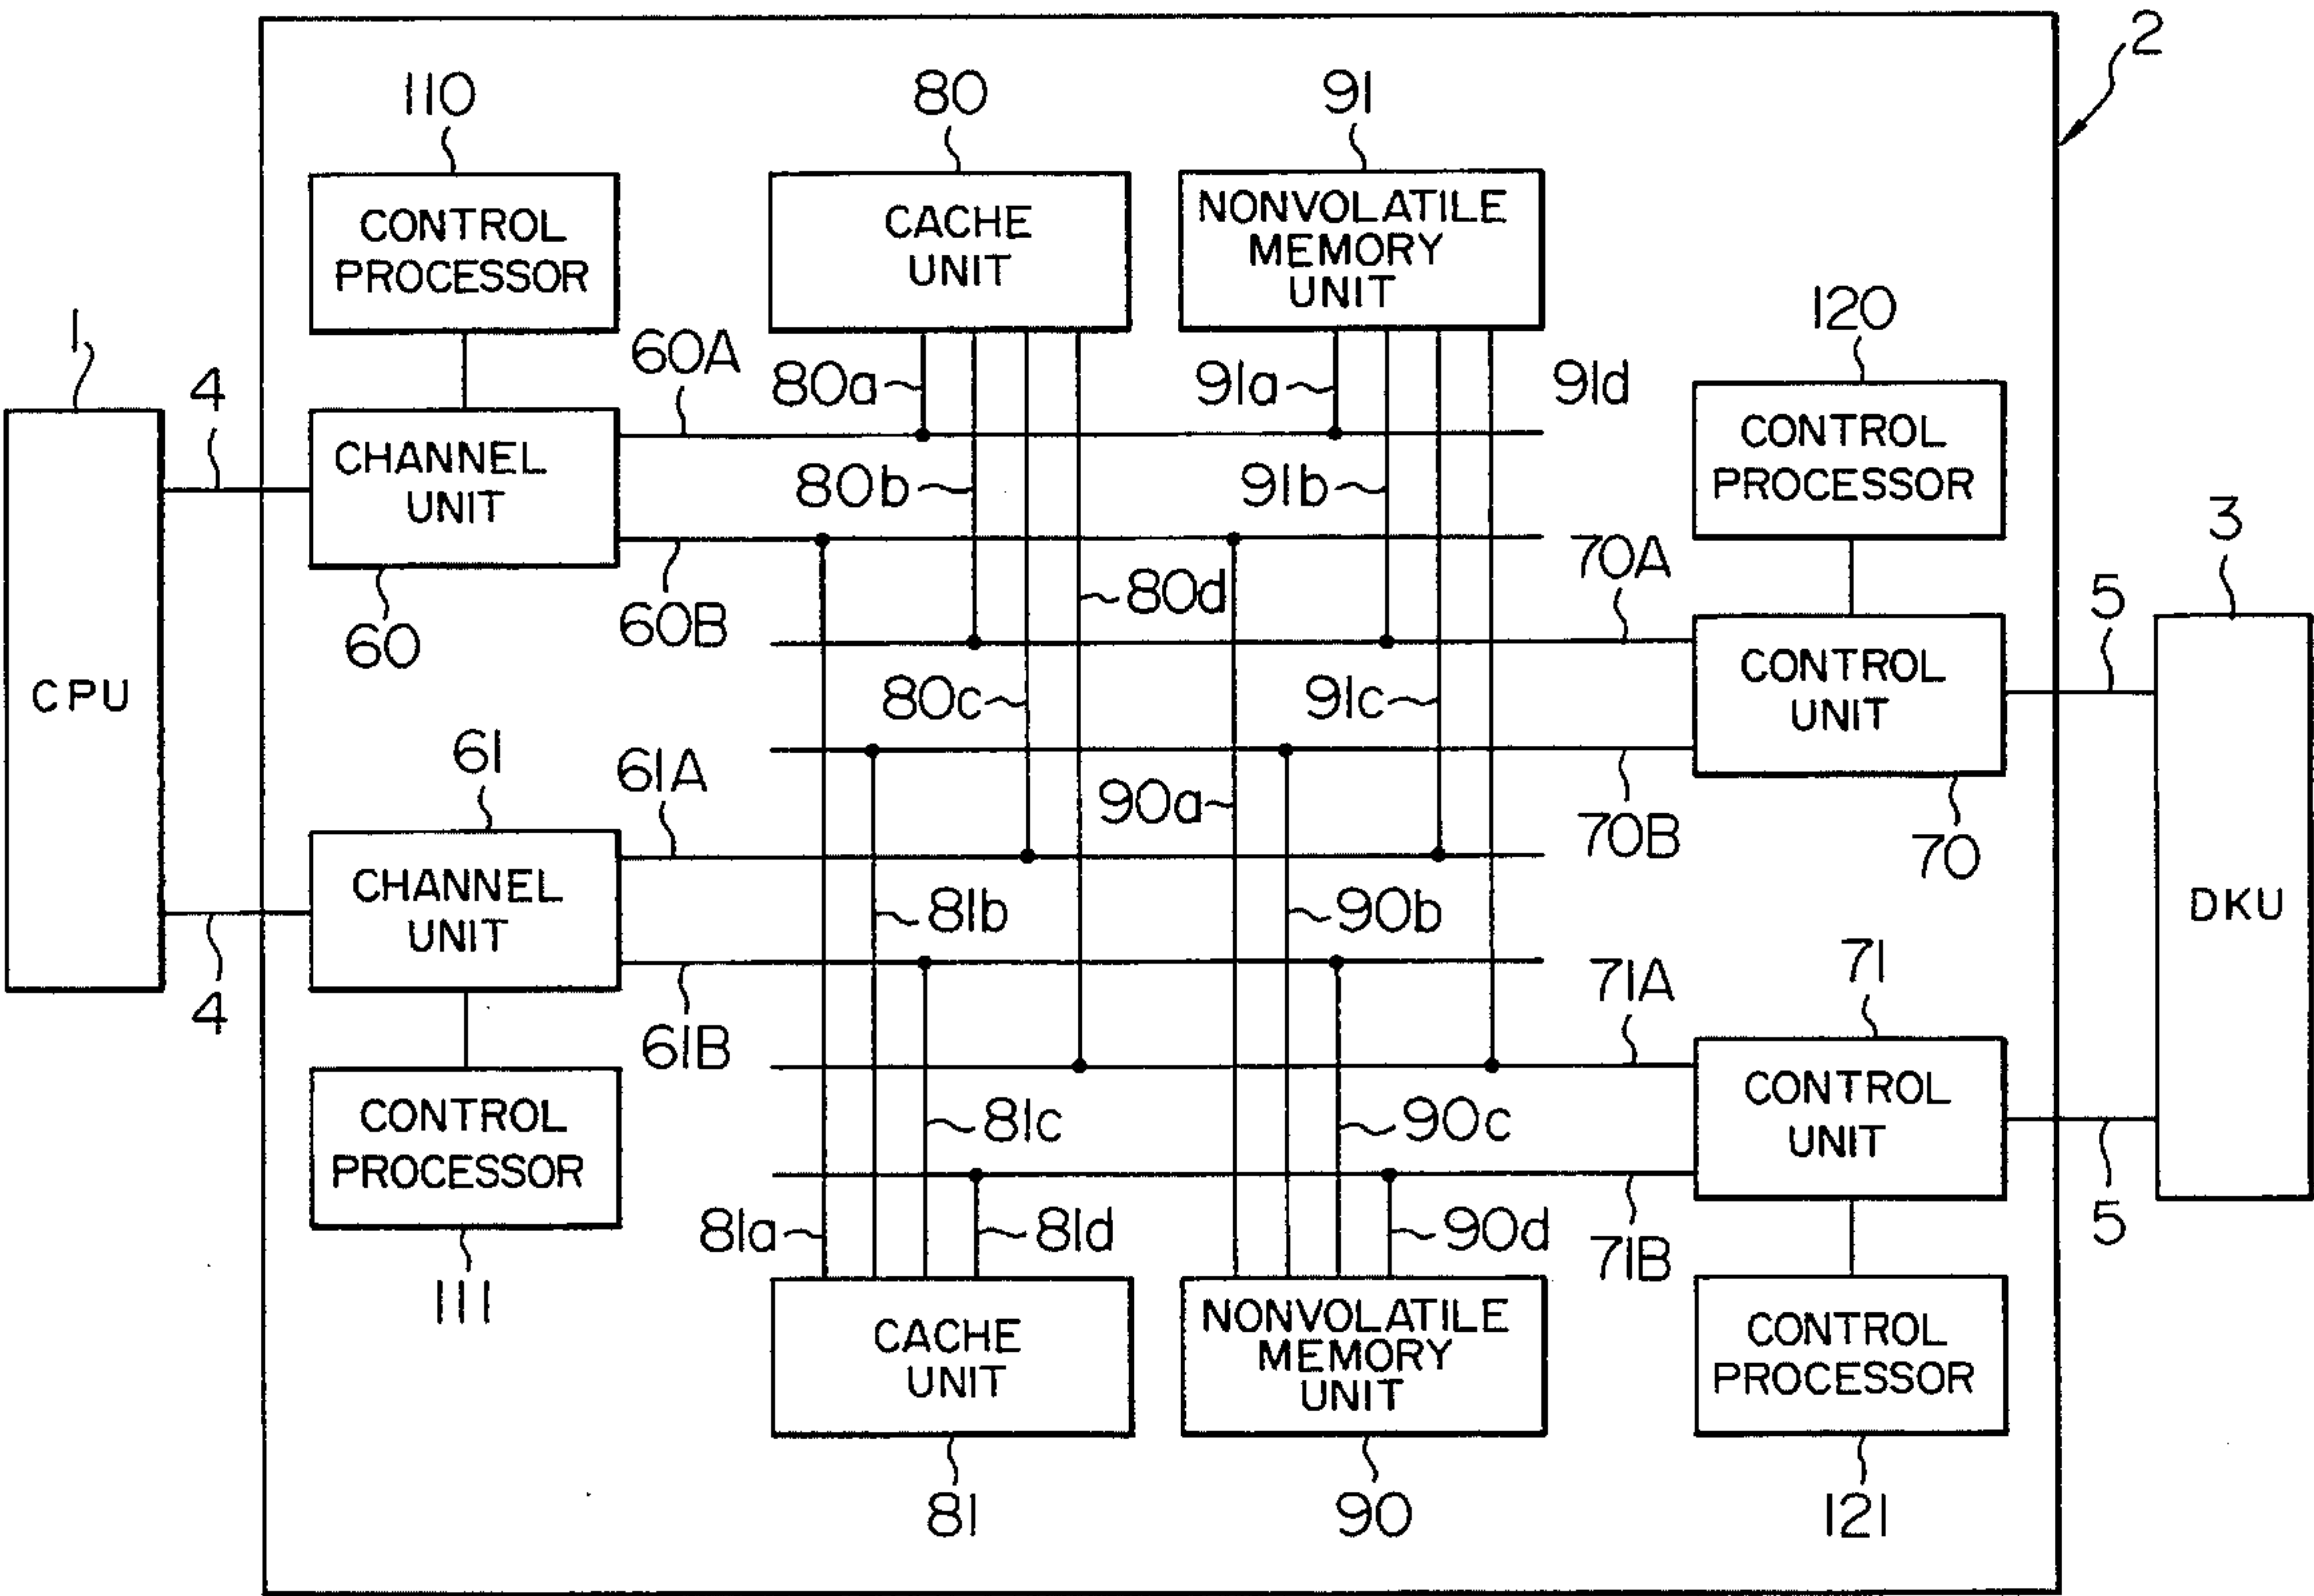 2
110
80
91
CONTROL
PROCESSOR
CACHE
UNIT
NONVOLATILE
MEMORY
UNIT
120
1
4
60A
80a
91a
91d
CONTROL
PROCESSOR
CHANNEL
UNIT
80b
91b
3
60
60B
80d
70A
5
CPU
80c
91c
CONTROL
UNIT
61
61A
90a
70B
70
CHANNEL
UNIT
81b
90b
DKU
4
61B
71A
71
CONTROL
PROCESSOR
81c
90c
CONTROL
UNIT
111
81a
81d
90d
71B
5
CACHE
UNIT
NONVOLATILE
MEMORY
UNIT
CONTROL
PROCESSOR
81
90
121